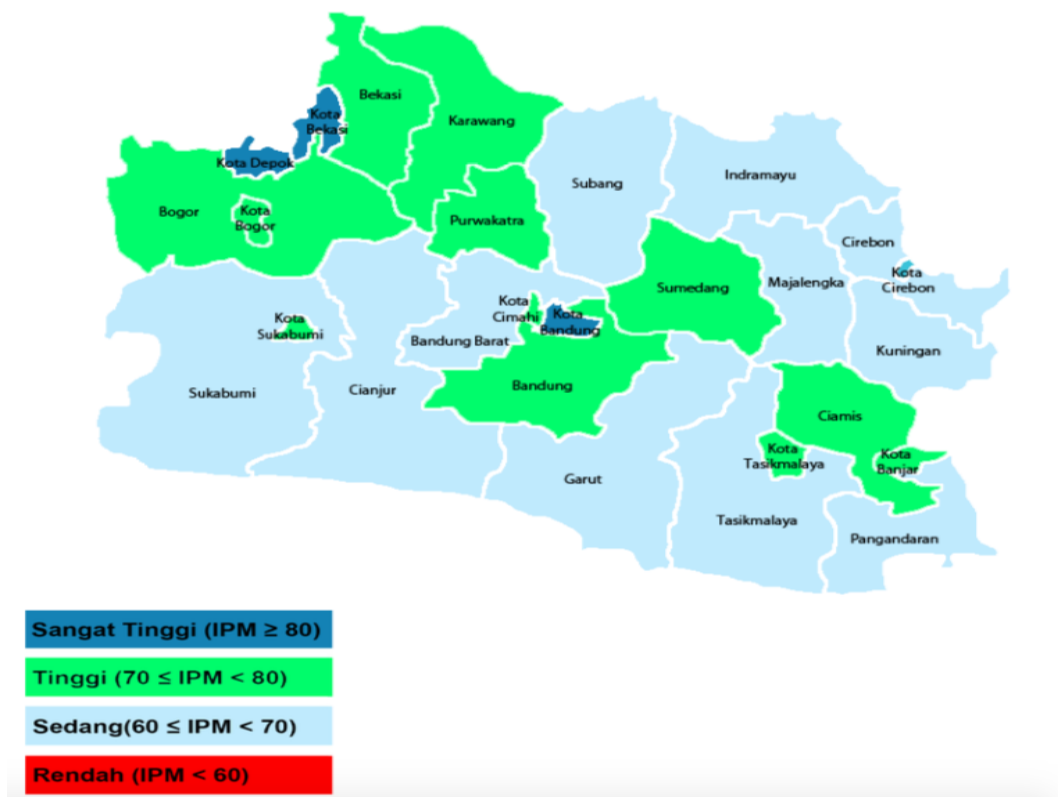 Bekasi
Kota
Bekasi
Karawang
Kota Depok
Subang
Indramayu
Bogor
Kota
Bogor
Purwakatra
Cirebon
Kota
Cirebon
Sumedang
Majalengka
Kota
Cimahi
Kota
Bandung
Kota
Sukabumi
Bandung Barat
Kuningan
Sukabumi
Cianjur
Bandung
Ciamis
Kota
Tasikmalaya
Kota
Banjar
Garut
Tasikmalaya
Pangandaran
Sangat Tinggi (IPM ≥ 80)
Tinggi (70 ≤ IPM < 80)
Sedang(60 ≤ IPM < 70)
Rendah (IPM < 60)